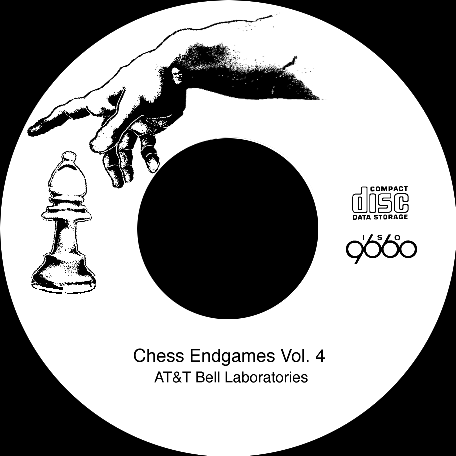 COMPACT
disc
DATA STORAGE
ISO
9660
Chess Endgames Vol. 4
AT&T Bell Laboratories